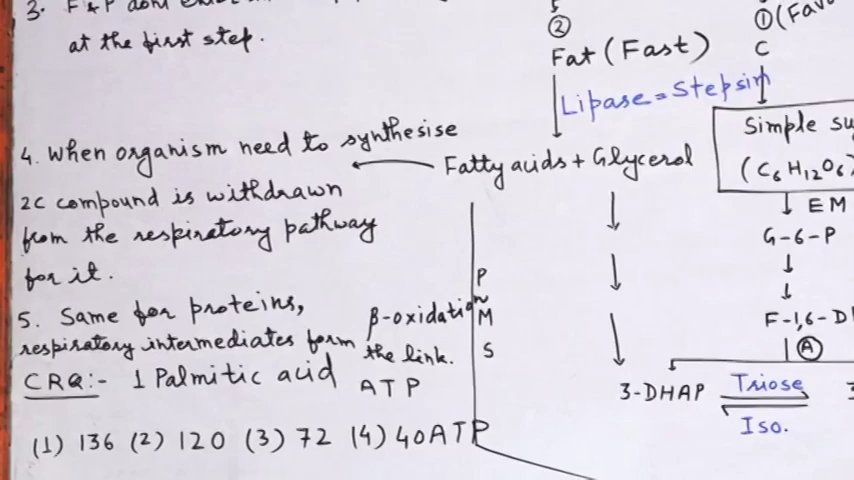 3. F & P dont
at the first step.
4. When organism need to synthesise
2C compound is withdrawn
from the respiratory pathway
for it.
5. Same for proteins,
respiratory intermediates form
the link.
CRQ:- 1 Palmitic acid
ATP
(1) 136 (2) 120 (3) 72 (4) 40ATP
②
Fat (Fast)
Lipase = Stepsin
Fatty acids + Glycerol
β-oxidation
P
M
S
3-DHAP
Triose
Iso.
①
C
Simple
(C6H12O6)
EM
G-6-P
F-1,6-D
Ⓐ
3